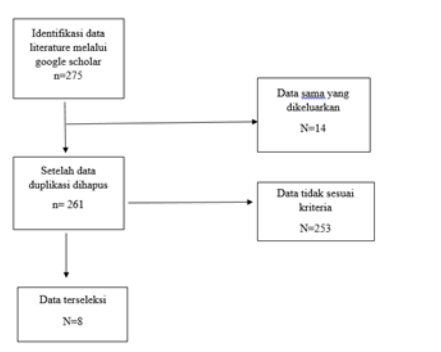 Identifikasi data
literature melalui
google scholar
n=275
Data sama yang
dikeluarkan
N=14
Setelah data
duplikasi dihapus
n= 261
Data tidak sesuai
kriteria
N=253
Data terseleksi
N=8